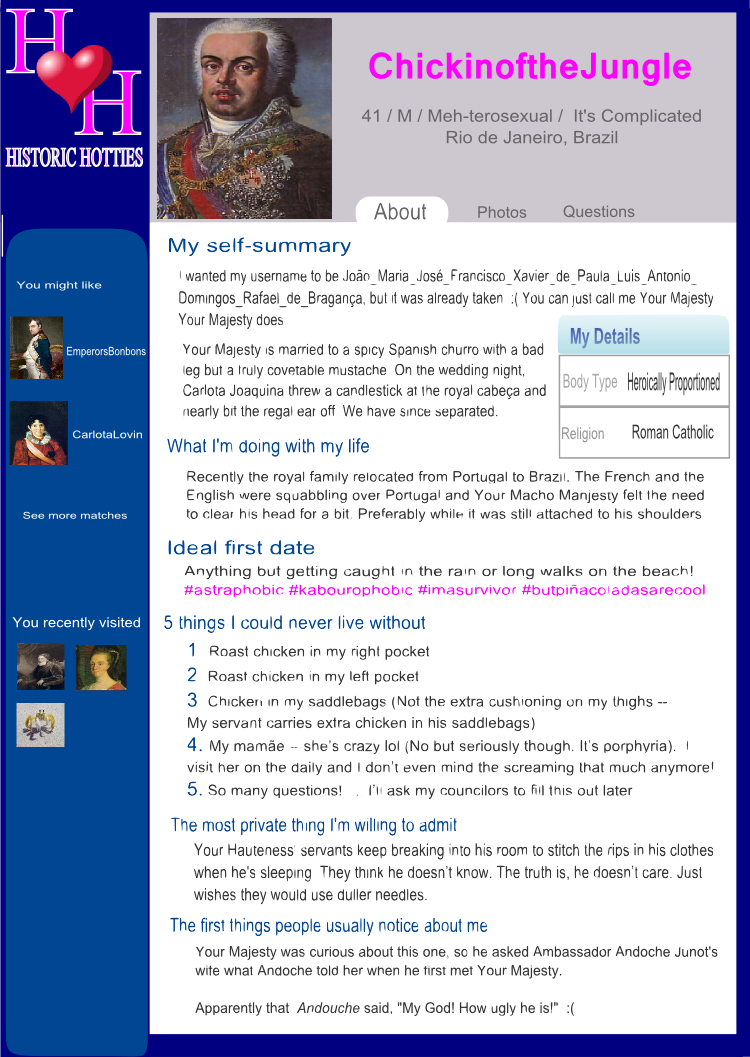 H
H
HISTORIC HOTTIES
ChickinoftheJungle
41 / M / Meh-terosexual /  It's Complicated
Rio de Janeiro, Brazil
About
Photos
Questions
You might like
EmperorsBonbons
CarlotaLovin
See more matches
You recently visited
My self-summary
I wanted my username to be João_Maria_José_Francisco_Xavier_de_Paula_Luis_Antonio_
Domingos_Rafael_de_Bragança, but it was already taken  :( You can just call me Your Majesty
Your Majesty does
Your Majesty is married to a spicy Spanish churro with a bad
leg but a truly covetable mustache  On the wedding night,
Carlota Joaquina threw a candlestick at the royal cabeça and
nearly bit the regal ear off  We have since separated.
My Details
Body Type  Heroically Proportioned
Religion  Roman Catholic
What I'm doing with my life
Recently the royal family relocated from Portugal to Brazil. The French and the
English were squabbling over Portugal and Your Macho Manjesty felt the need
to clear his head for a bit. Preferably while it was still attached to his shoulders
Ideal first date
Anything but getting caught in the rain or long walks on the beach!
#astraphobic #kabourophobic #imasurvivor #butpiñacoladasarecool
5 things I could never live without
1  Roast chicken in my right pocket
2  Roast chicken in my left pocket
3  Chicken in my saddlebags (Not the extra cushioning on my thighs --
My servant carries extra chicken in his saddlebags)
4. My mamãe -- she's crazy lol (No but seriously though. It's porphyria).  I
visit her on the daily and I don't even mind the screaming that much anymore!
5. So many questions!  .  I'll ask my councilors to fill this out later
The most private thing I'm willing to admit
Your Hauteness' servants keep breaking into his room to stitch the rips in his clothes
when he's sleeping  They think he doesn't know. The truth is, he doesn't care. Just
wishes they would use duller needles.
The first things people usually notice about me
Your Majesty was curious about this one, so he asked Ambassador Andoche Junot's
wife what Andoche told her when he first met Your Majesty.
Apparently that  Andouche said, "My God! How ugly he is!"  :(